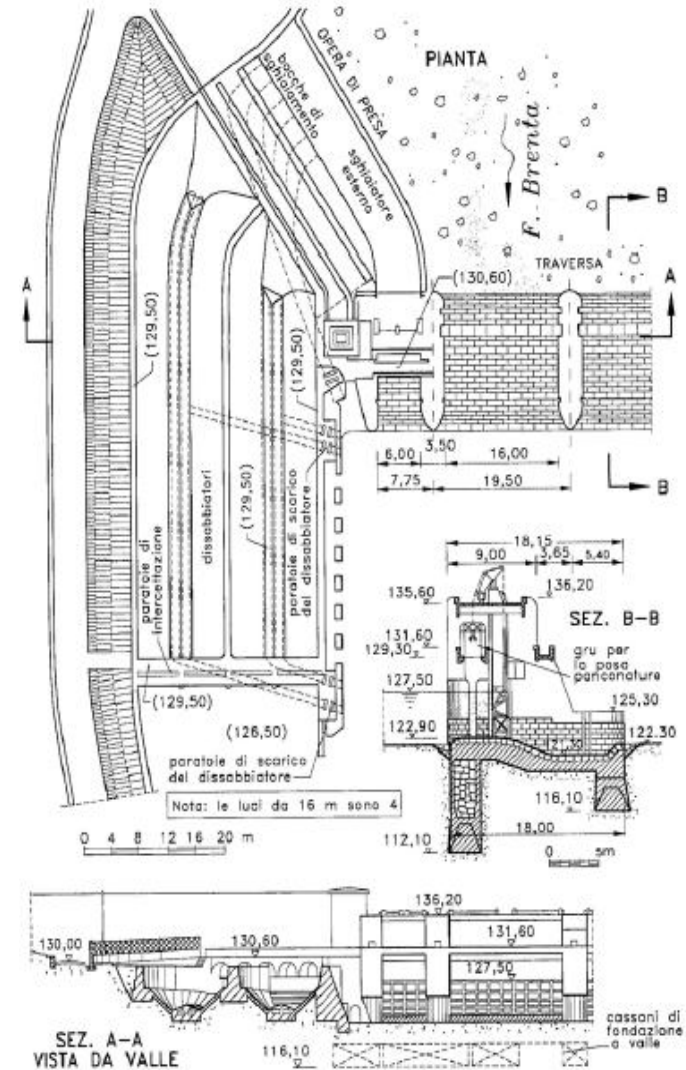 PIANTA
OPERA DI PRESA
bocche di
sghiaiamento
sghiaiatore
esterno
F. Brenta
B
TRAVERSA
A
A
(130,60)
(129,50)
(129,50)
(129,50)
dissabbiatori
paratoie di
intercettazione
paratoie di scarico
del dissabbiatore
6,00
3,50
16,00
7,75
19,50
B
(129,50)
(126,50)
paratoie di scarico
del dissabbiatore
Nota: le luci da 16 m sono 4
0 4 8 12 16 20 m
18,15
9,00
3,65
5,40
135,60
136,20
SEZ. B-B
131,60
129,30
gru per
la posa
panconature
127,50
125,30
122,90
122.30
121,30
116,10
112,10
18,00
0 5m
136,20
130,00
130,60
131,60
127,50
cassoni di
fondazione
a valle
SEZ. A-A
VISTA DA VALLE
116,10